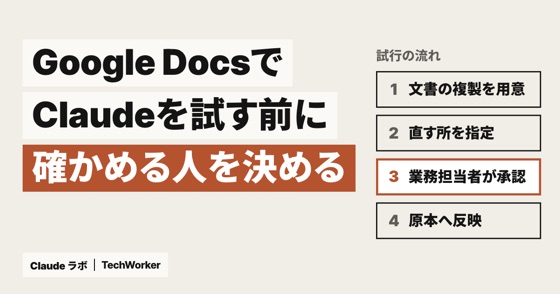 Google Docsで
Claudeを試す前に
確かめる人を決める
試行の流れ
1 文書の複製を用意
2 直す所を指定
3 業務担当者が承認
4 原本へ反映
Claude ラボ | TechWorker